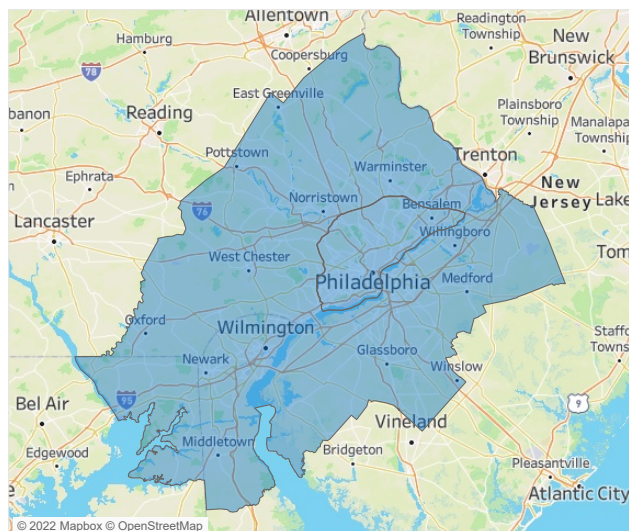 Allentown
Readington
Township
Hamburg
Coopersburg
New
Brunswick
78
East Greenville
Reading
Plainsboro
Township
Manalapa
Township
banon
Pottstown
Warminster
Trenton
Ephrata
New
Jersey
Lake
Norristown
Bensalem
76
Lancaster
Willingboro
West Chester
Tom
Philadelphia
Medford
Oxford
Wilmington
Staffo
Townsh
Newark
Glassboro
Winslow
95
9
Bel Air
Vineland
Middletown
Bridgeton
Edgewood
Pleasantville
e
Atlantic City
© 2022 Mapbox © OpenStreetMap